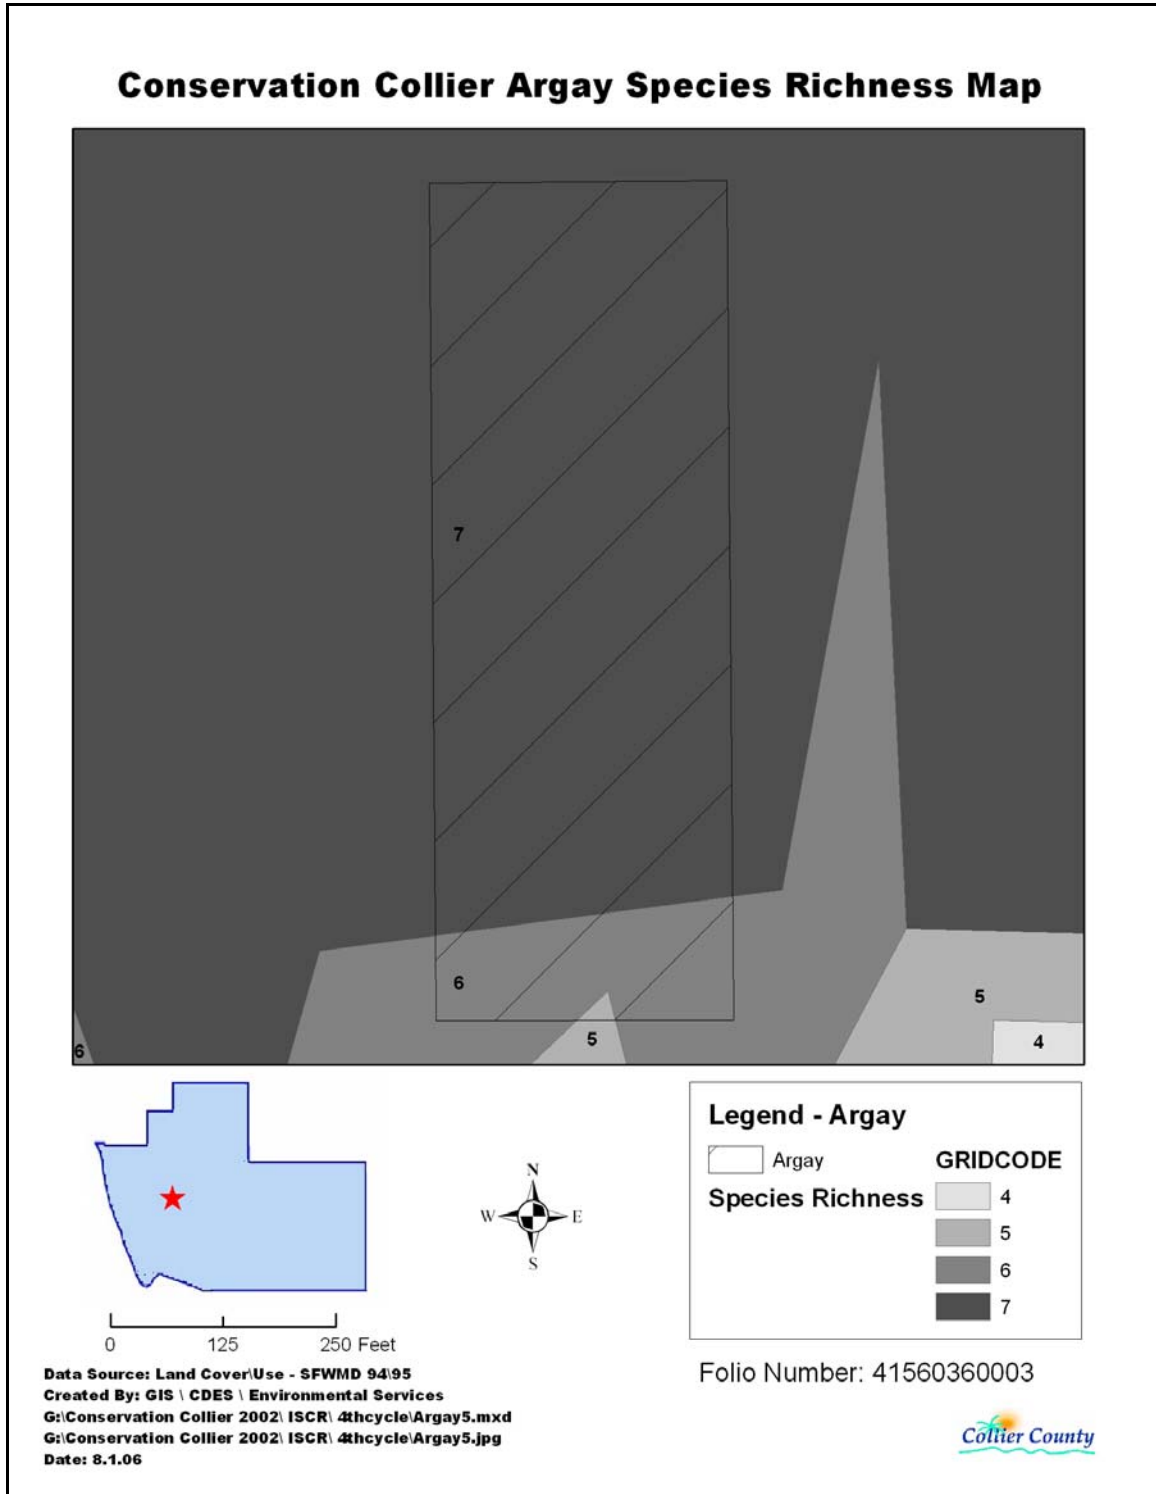 Conservation Collier Argay Species Richness Map
7
6
5
5
4
6
Legend - Argay
Argay
GRIDCODE
Species Richness
4
5
6
7
N
W E
S
0 125 250 Feet
Folio Number: 41560360003
Data Source: Land Cover\Use - SFWMD 94\95
Created By: GIS \ CDES \ Environmental Services
G:\Conservation Collier 2002\ ISCR\ 4thcycle\Argay5.mxd
G:\Conservation Collier 2002\ ISCR\ 4thcycle\Argay5.jpg
Date: 8.1.06
Collier County